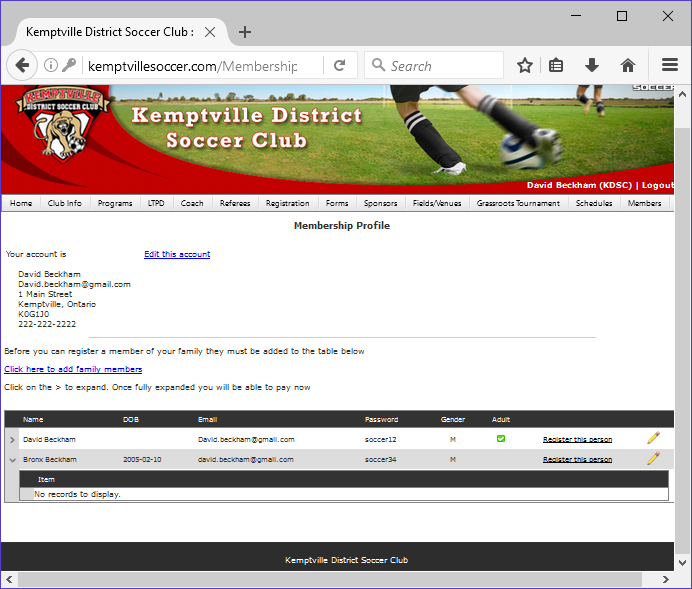 Kemptville District Soccer Club :
kemptvillesoccer.com/Membership
Search
KEMPTVILLE
DISTRICT SOCCER CLUB
SOCCER
Kemptville District
Soccer Club
David Beckham (KDSC) | Logout
Home Club Info Programs LTPD Coach Referees Registration Forms Sponsors Fields/Venues Grassroots Tournament Schedules Members
Membership Profile
Your account is Edit this account
David Beckham
David.beckham@gmail.com
1 Main Street
Kemptville, Ontario
K0G1J0
222-222-2222
Before you can register a member of your family they must be added to the table below
Click here to add family members
Click on the > to expand. Once fully expanded you will be able to pay now
Name DOB Email Password Gender Adult
David Beckham David.beckham@gmail.com soccer12 M Register this person
Bronx Beckham 2005-02-10 david.beckham@gmail.com soccer34 M Register this person
Item
No records to display.
Kemptville District Soccer Club